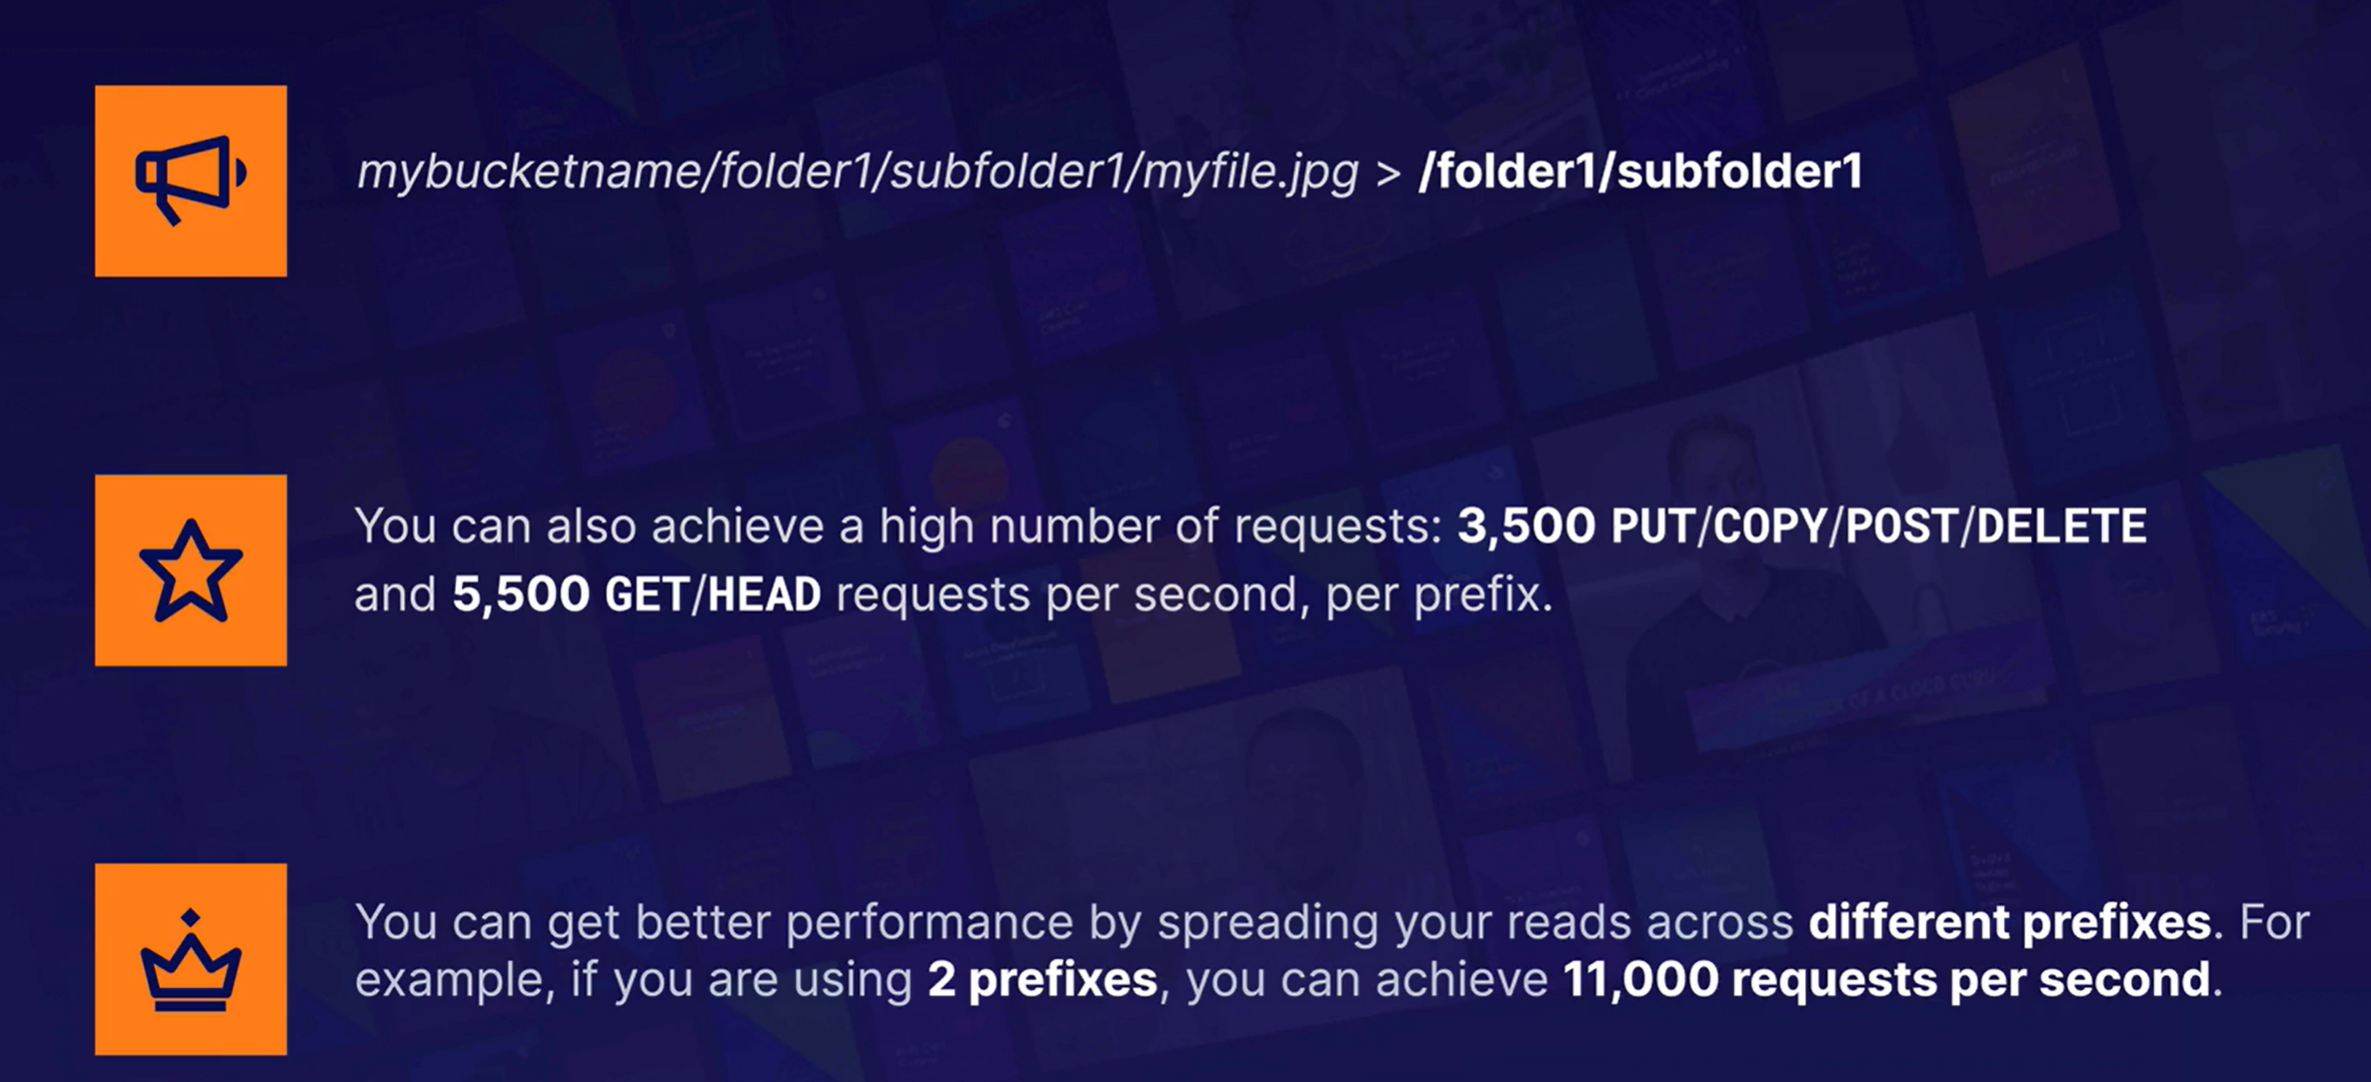 mybucketname/folder1/subfolder1/myfile.jpg > /folder1/subfolder1
You can also achieve a high number of requests: 3,500 PUT/COPY/POST/DELETE
and 5,500 GET/HEAD requests per second, per prefix.
You can get better performance by spreading your reads across different prefixes. For
example, if you are using 2 prefixes, you can achieve 11,000 requests per second.